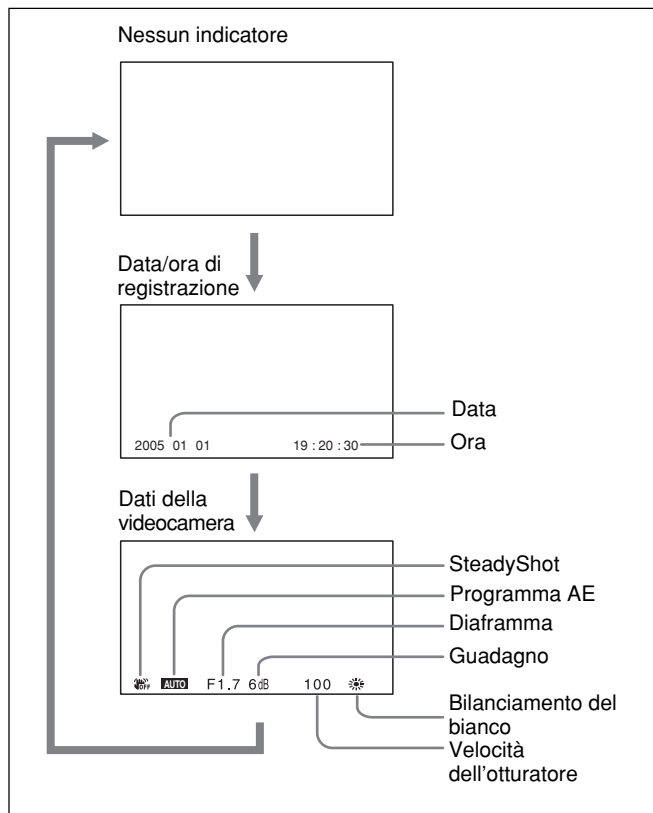 Nessun indicatore
Data/ora di
registrazione
Data
2005 01 01 19:20:30
Ora
Dati della
videocamera
SteadyShot
Programma AE
Diaframma
Guadagno
OFF AUTO F1.7 6dB 100
Bilanciamento del
bianco
Velocità
dell'otturatore